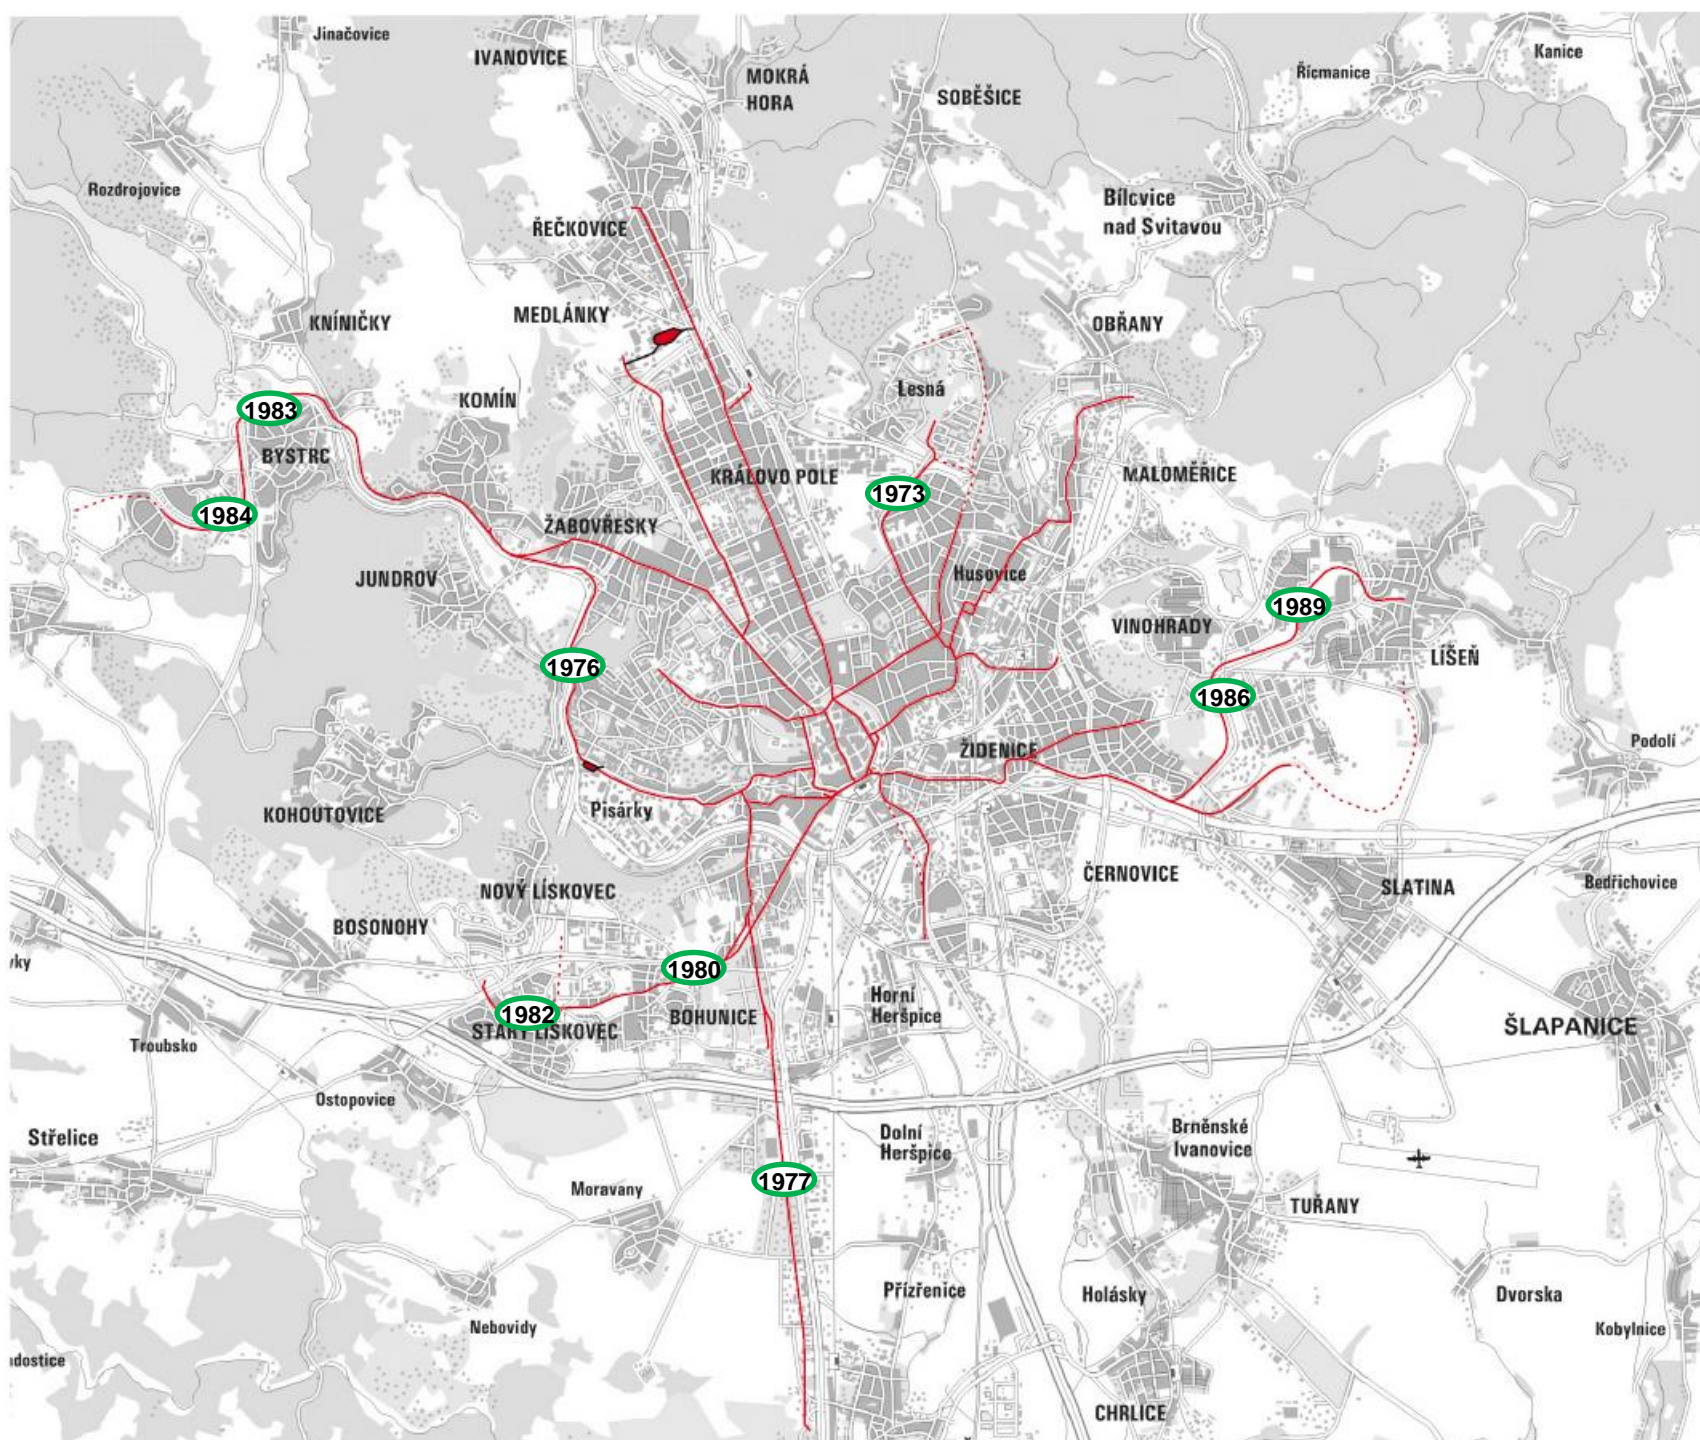 Jinačovice
IVANOVICE
MOKRÁ
HORA
SOBĚŠICE
Řícmanice
Kanice
Rozdrojovice
ŘEČKOVICE
Bílcvice
nad Svitavou
KNÍNIČKY
MEDLÁNKY
OBŘANY
Lesná
KOMÍN
1983
BYSTRC
KRÁLOVO POLE
1973
MALOMĚŘICE
1984
ŽABOVŘESKY
JUNDROV
Husovice
1989
VINOHRADY
LÍŠEŇ
1976
1986
ŽIDENICE
Podolí
KOHOUTOVICE
Pisárky
ČERNOVICE
SLATINA
Bedřichovice
NOVÝ LÍSKOVEC
BOSONOHY
vky
1980
Horní
Heršpice
1982
STARÝ LÍSKOVEC
BOHUNICE
ŠLAPANICE
Troubsko
Ostopovice
Střelice
Dolní
Heršpice
Brněnské
Ivanovice
1977
Moravany
TUŘANY
Přízřenice
Holásky
Dvorska
Nebovidy
Kobylnice
adostice
CHRLICE